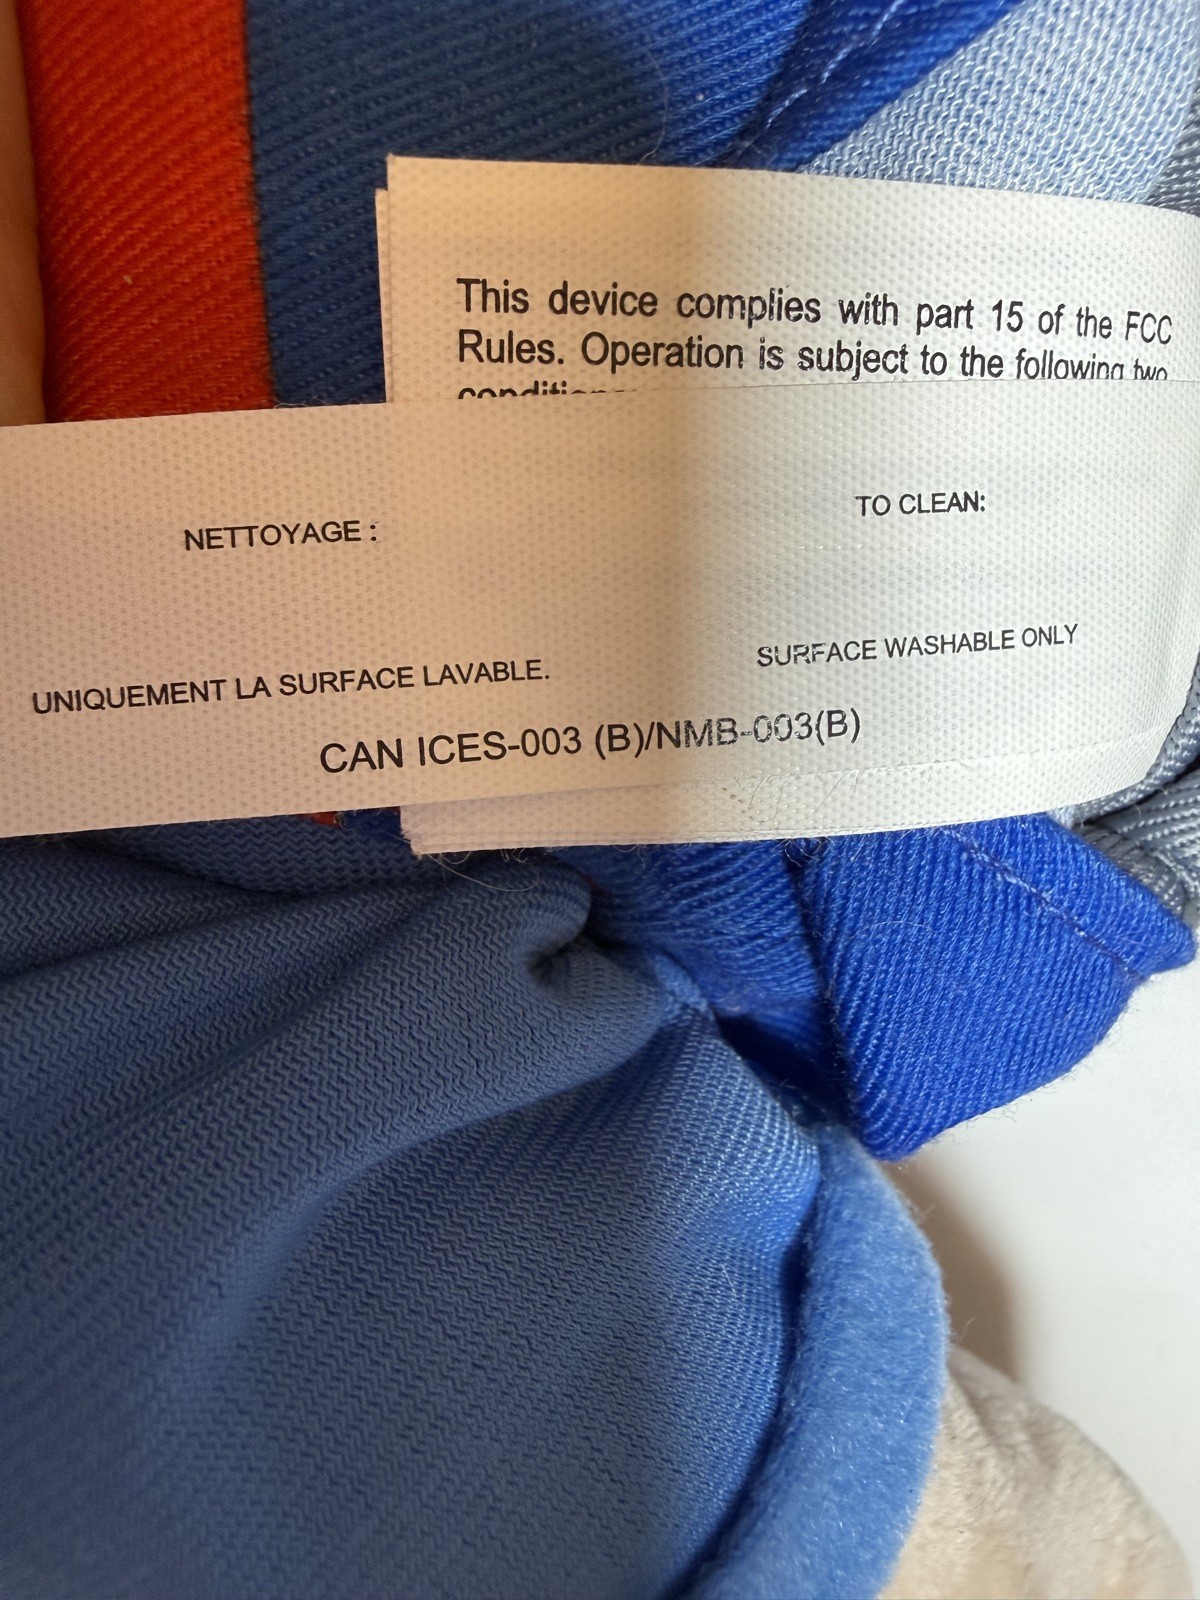 This device complies with part 15 of the FCC
Rules. Operation is subject to the following two
NETTOYAGE :
UNIQUEMENT LA SURFACE LAVABLE.
TO CLEAN:
SURFACE WASHABLE ONLY
CAN ICES-003 (B)/NMB-003(B)